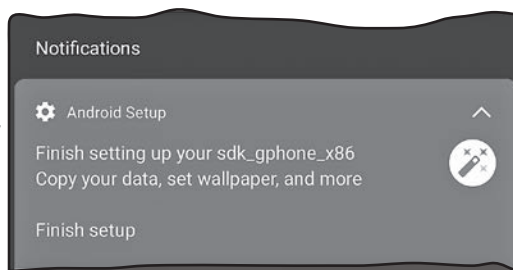 Notifications
Android Setup
Finish setting up your sdk_gphone_x86
Copy your data, set wallpaper, and more
Finish setup